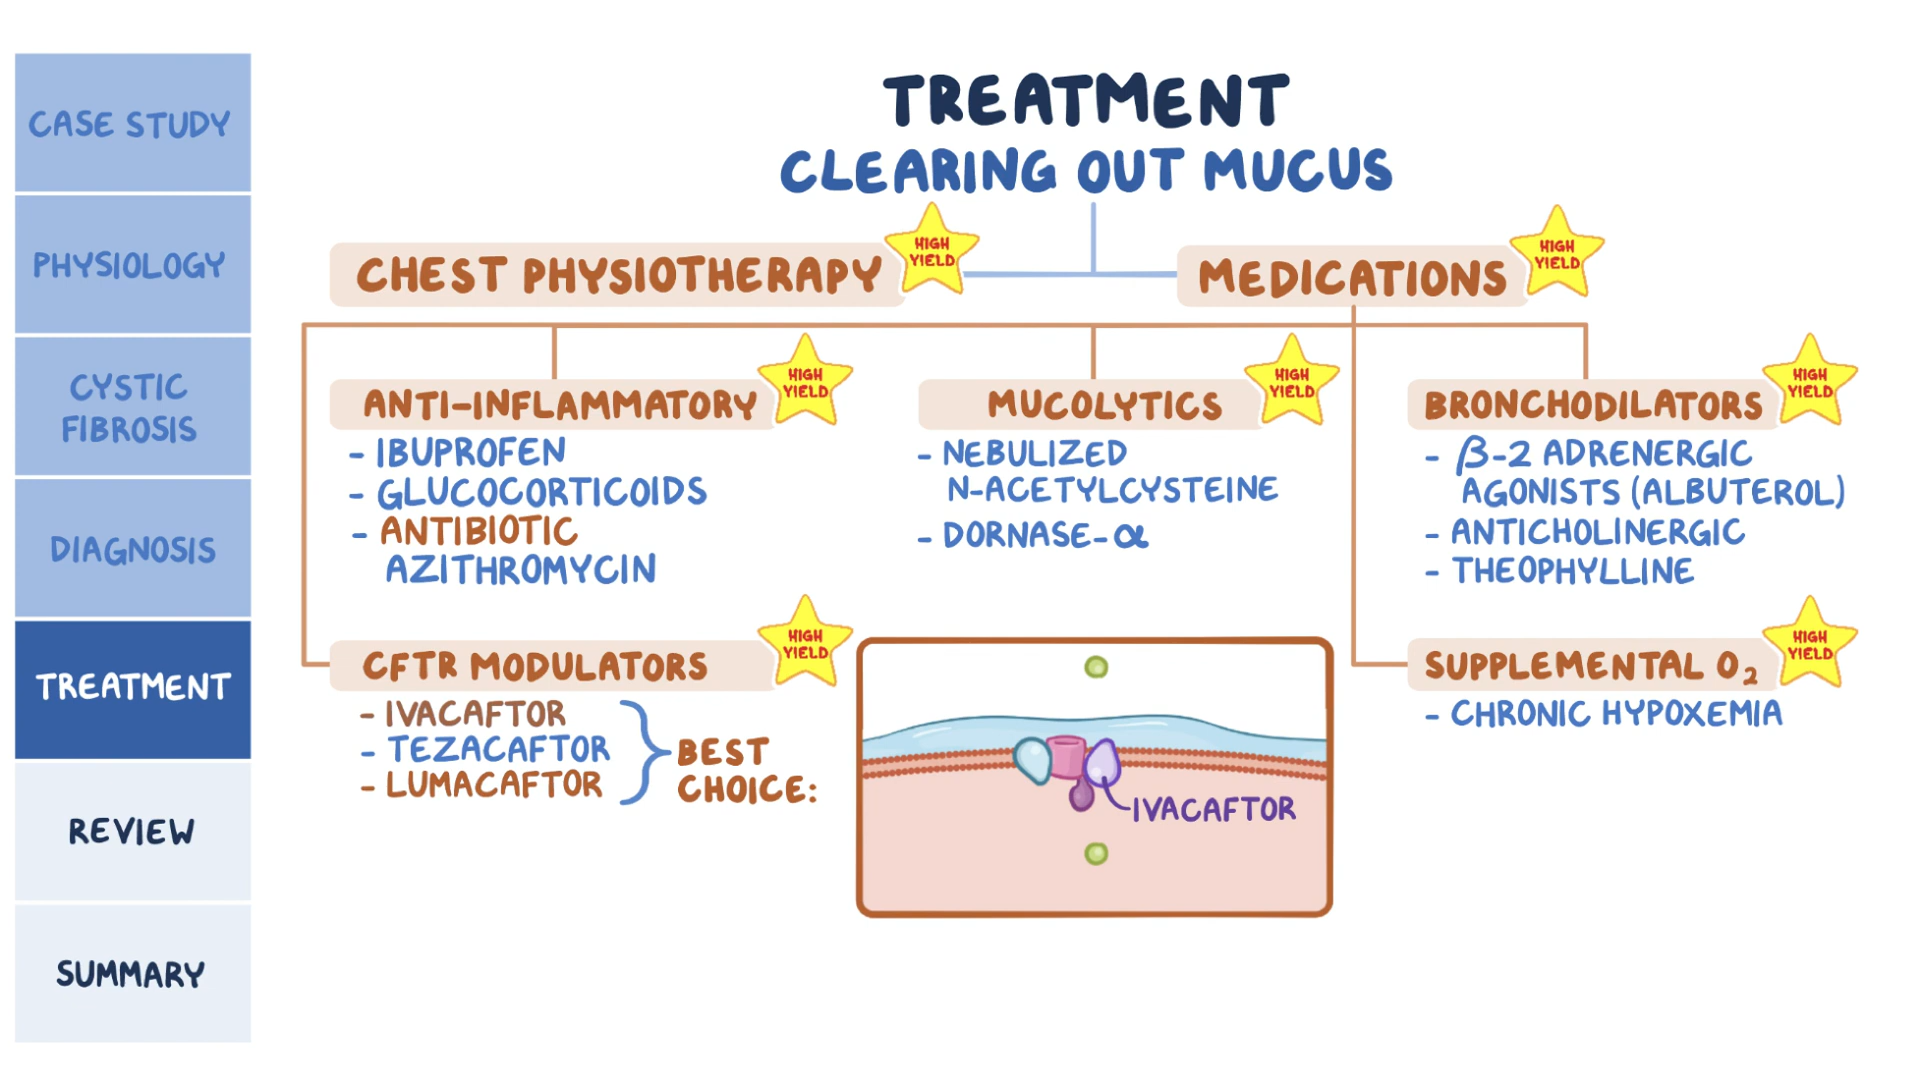 CASE STUDY
PHYSIOLOGY
CYSTIC
FIBROSIS
DIAGNOSIS
TREATMENT
REVIEW
SUMMARY
TREATMENT
CLEARING OUT MUCUS
CHEST PHYSIOTHERAPY
HIGH
YIELD
MEDICATIONS
HIGH
YIELD
ANTI-INFLAMMATORY
HIGH
YIELD
- IBUPROFEN
- GLUCOCORTICOIDS
- ANTIBIOTIC
AZITHROMYCIN
MUCOLYTICS
HIGH
YIELD
- NEBULIZED
N-ACETYLCYSTEINE
- DORNASE-α
BRONCHODILATORS
HIGH
YIELD
- β-2 ADRENERGIC
AGONISTS (ALBUTEROL)
- ANTICHOLINERGIC
- THEOPHYLLINE
CFTR MODULATORS
HIGH
YIELD
- IVACAFTOR
- TEZACAFTOR
- LUMACAFTOR
BEST
CHOICE:
IVACAFTOR
SUPPLEMENTAL O₂
HIGH
YIELD
- CHRONIC HYPOXEMIA